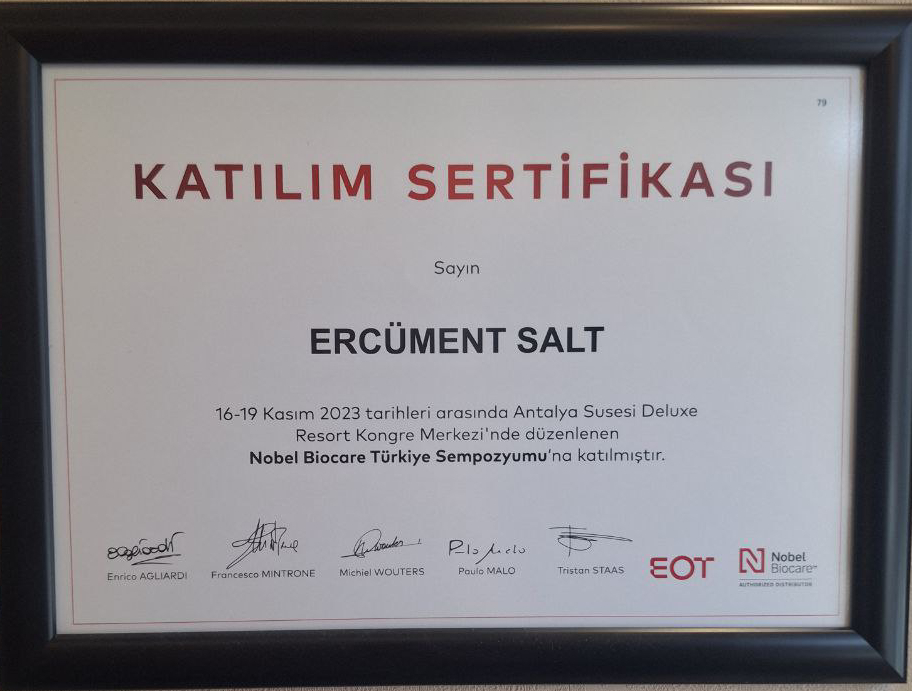 79
KATILIM SERTİFİKASI
Sayın
ERCÜMENT SALT
16-19 Kasım 2023 tarihleri arasında Antalya Susesi Deluxe
Resort Kongre Merkezi'nde düzenlenen
Nobel Biocare Türkiye Sempozyumu'na katılmıştır.
Enrico AGLIARDI
Francesco MINTRONE
Michiel WOUTERS
Paulo MALO
Tristan STAAS
EOT
N Nobel
Biocare™
AUTHORIZED DISTRIBUTOR